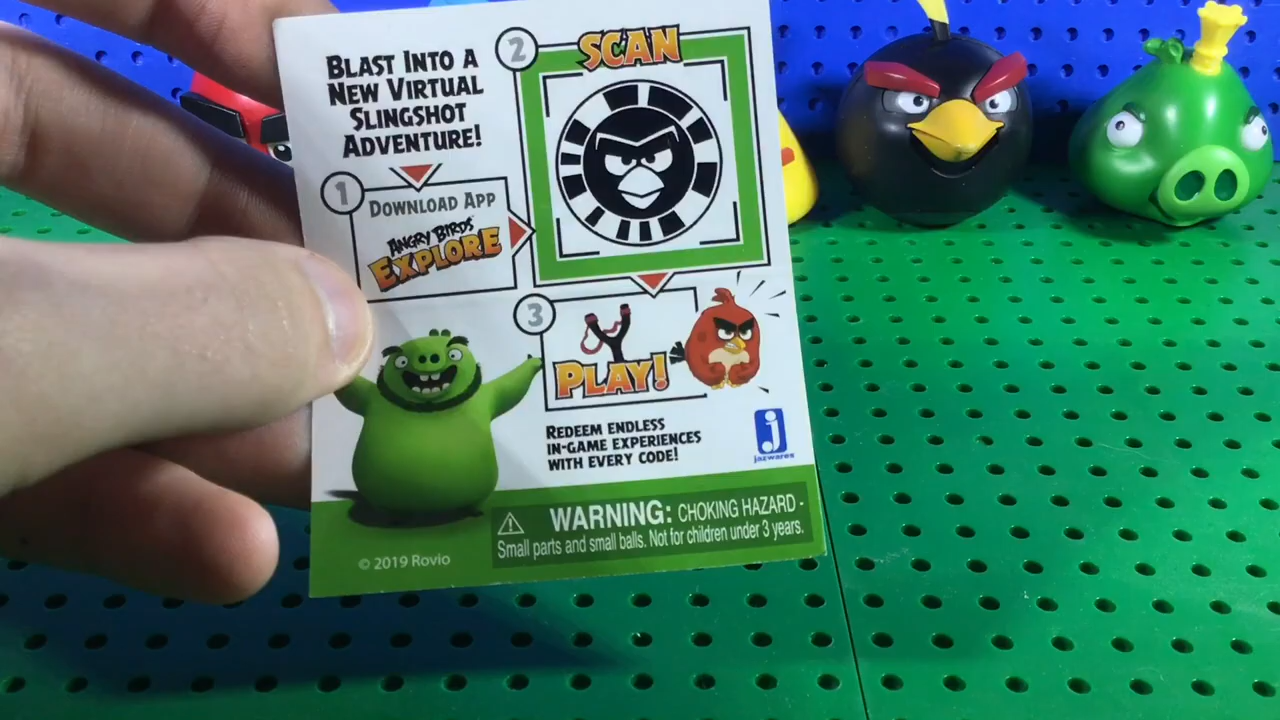 BLAST INTO A
NEW VIRTUAL
SLINGSHOT
ADVENTURE!
1
DOWNLOAD APP
ANGRY BIRDS
EXPLORE
2
SCAN
3
PLAY!
REDEEM ENDLESS
IN-GAME EXPERIENCES
WITH EVERY CODE!
j
jazwares
WARNING: CHOKING HAZARD -
Small parts and small balls. Not for children under 3 years.
© 2019 Rovio